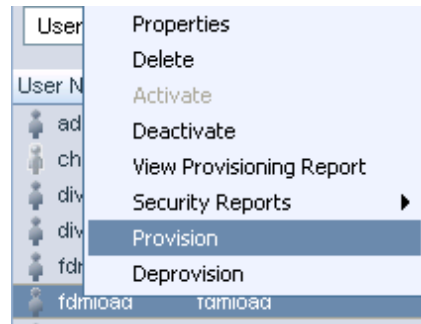 User
Properties
Delete
User N
Activate
ad
Deactivate
ch
View Provisioning Report
div
Security Reports
div
Provision
fdr
Deprovision
fdmload fdmload